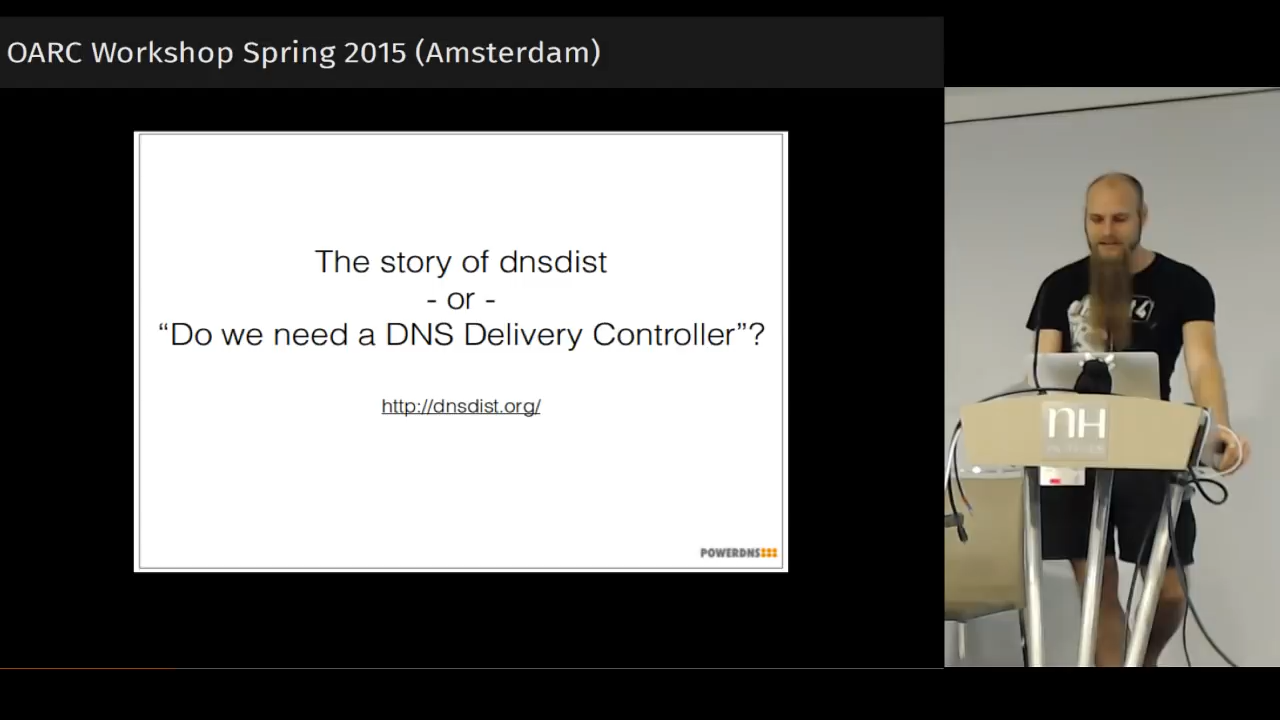 OARC Workshop Spring 2015 (Amsterdam)
The story of dnsdist
- or -
“Do we need a DNS Delivery Controller”?
http://dnsdist.org/
POWERDNS
nH